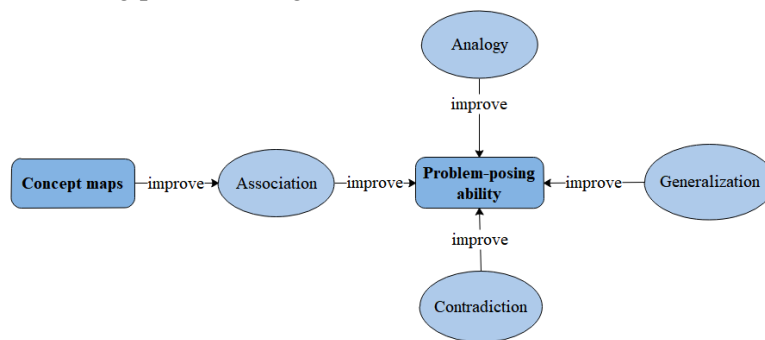 Analogy
improve
Concept maps
improve
Association
improve
Problem-posing
ability
improve
Generalization
improve
Contradiction